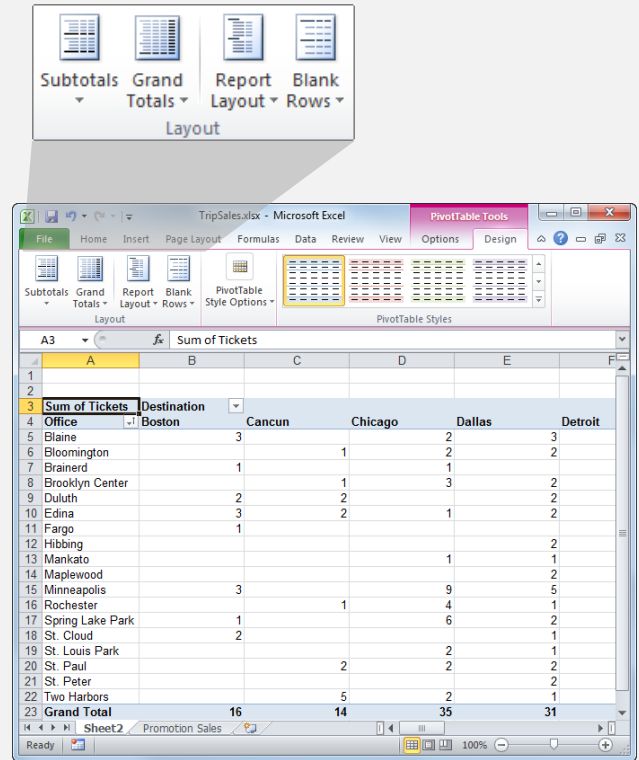 Subtotals Grand Totals Report Layout Blank Rows
Layout
TripSales.xlsx - Microsoft Excel PivotTable Tools
File Home Insert Page Layout Formulas Data Review View Options Design
Subtotals Grand Totals Report Layout Blank Rows PivotTable Style Options
Layout PivotTable Styles
A3 fx Sum of Tickets
A B C D E F
1
2
3 Sum of Tickets Destination
4 Office Boston Cancun Chicago Dallas Detroit
5 Blaine 3 2 3
6 Bloomington 1 2 2
7 Brainerd 1 1
8 Brooklyn Center 1 3 2
9 Duluth 2 2 2
10 Edina 3 2 1 2
11 Fargo 1
12 Hibbing 2
13 Mankato 1 1
14 Maplewood 2
15 Minneapolis 3 9 5
16 Rochester 1 4 1
17 Spring Lake Park 1 6 2
18 St. Cloud 2 1
19 St. Louis Park 2 1
20 St. Paul 2 2 2
21 St. Peter 2
22 Two Harbors 5 2 1
23 Grand Total 16 14 35 31
Sheet2 Promotion Sales
Ready 100%